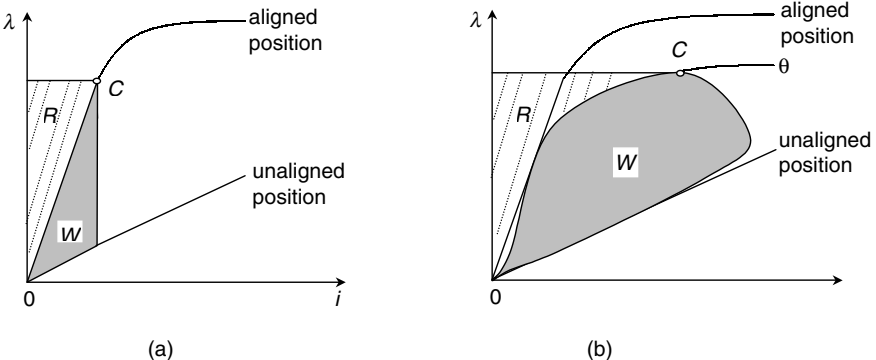 λ
aligned
position
C
R
unaligned
position
W
0
i
(a)
λ
aligned
position
C
θ
R
unaligned
position
W
0
(b)